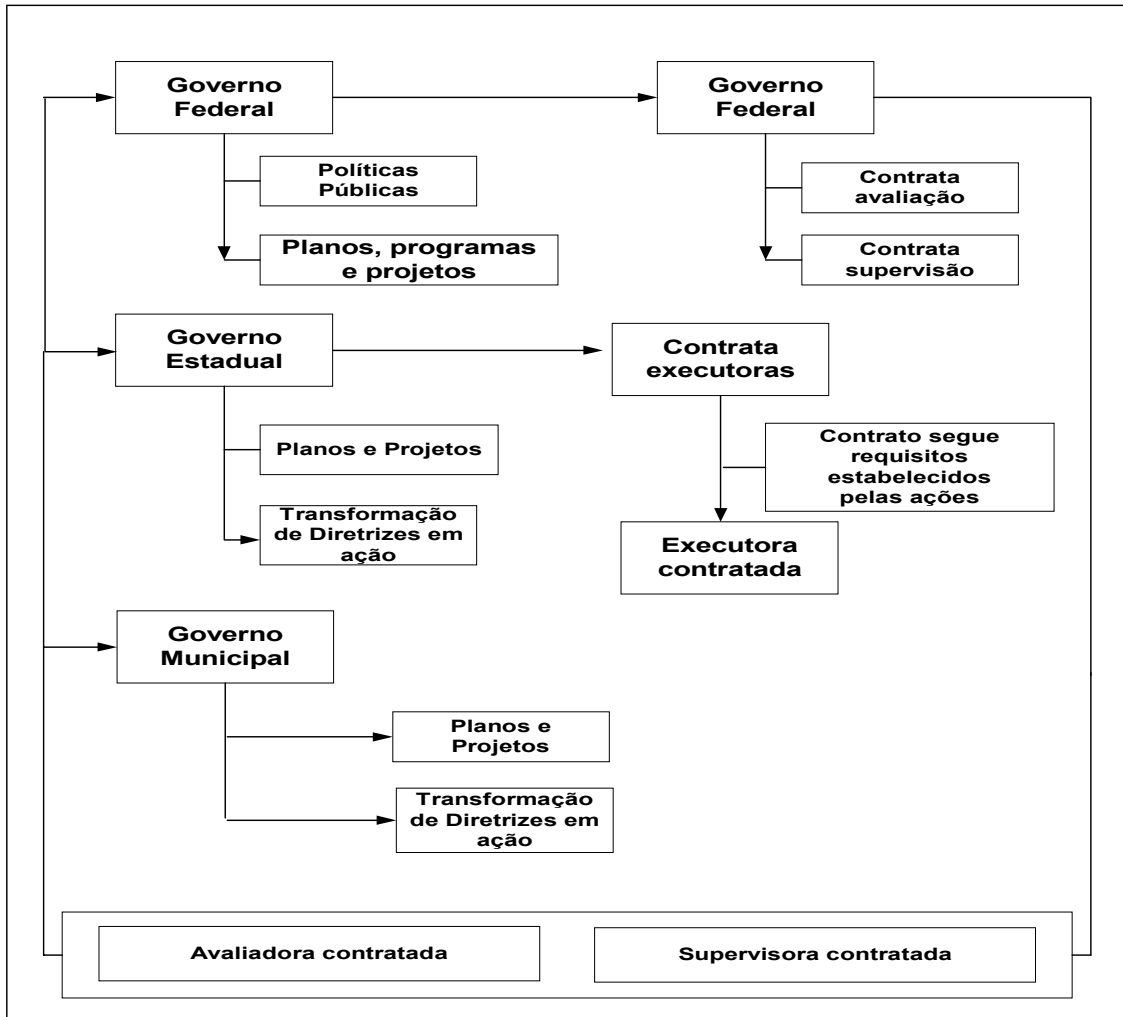 Governo
Federal
Governo
Federal
Políticas
Públicas
Contrata
avaliação
Planos, programas
e projetos
Contrata
supervisão
Governo
Estadual
Contrata
executoras
Planos e Projetos
Contrato segue
requisitos
estabelecidos
pelas ações
Transformação
de Diretrizes em
ação
Executora
contratada
Governo
Municipal
Planos e
Projetos
Transformação
de Diretrizes em
ação
Avaliadora contratada
Supervisora contratada